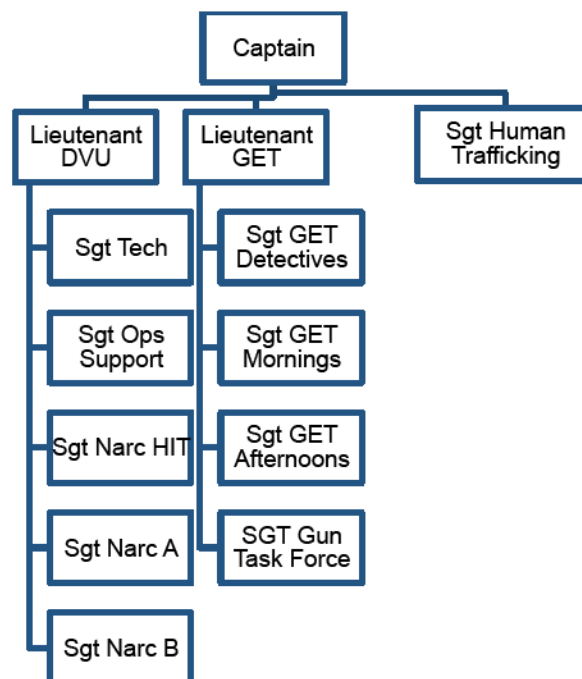 Captain
Lieutenant
DVU
Lieutenant
GET
Sgt Human
Trafficking
Sgt Tech
Sgt Ops
Support
Sgt Narc HIT
Sgt Narc A
Sgt Narc B
Sgt GET
Detectives
Sgt GET
Mornings
Sgt GET
Afternoons
SGT Gun
Task Force